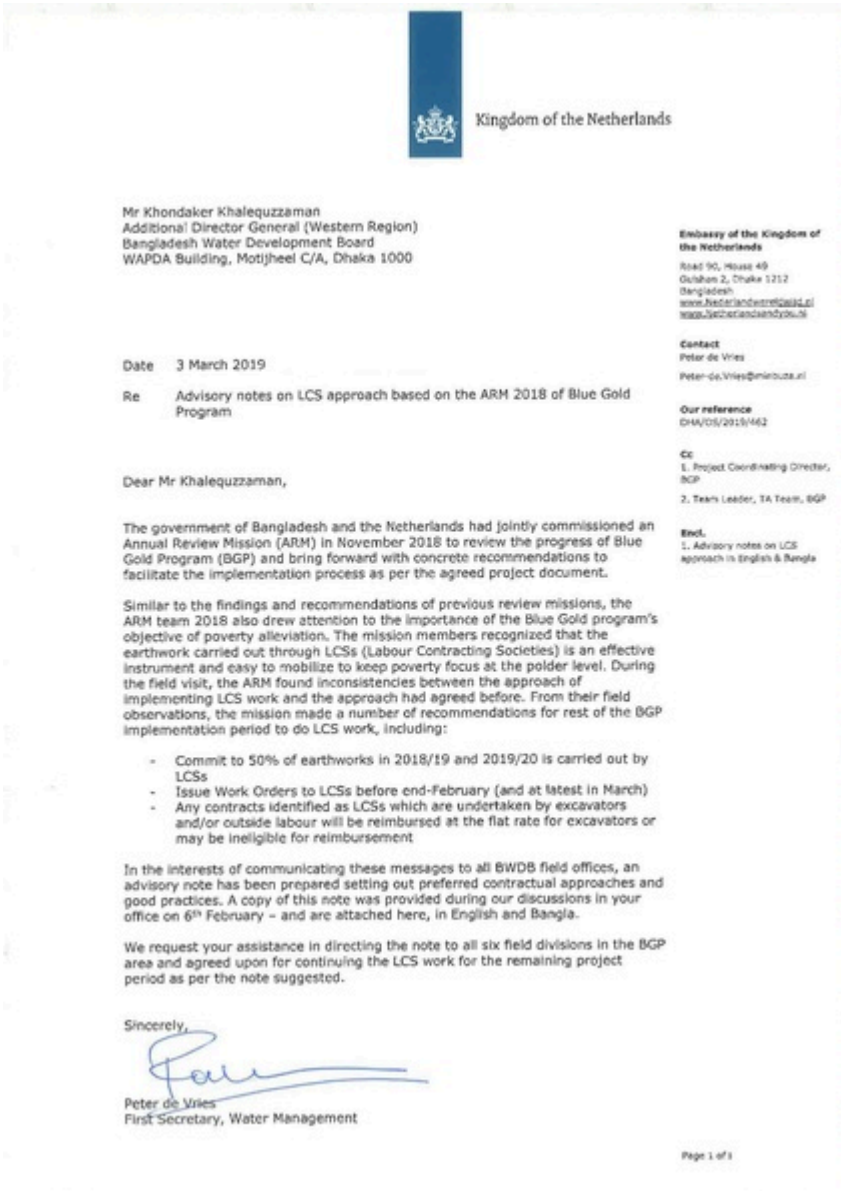 Kingdom of the Netherlands
Mr Khondaker Khalequzzaman
Additional Director General (Western Region)
Bangladesh Water Development Board
WAPDA Building, Motijheel C/A, Dhaka 1000
Embassy of the Kingdom of
the Netherlands
Road 90, House 49
Gulshan 2, Dhaka 1212
Bangladesh
www.Nederlandwereldwijd.nl
www.Netherlandsandyou.nl
Contact
Peter de Vries
Peter-de.Vries@minbuza.nl
Our reference
DHA/OS/2019/462
Cc
1. Project Coordinating Director,
BGP
2. Team Leader, TA Team, BGP
Encl.
1. Advisory notes on LCS
approach in English & Bangla
Date 3 March 2019
Re Advisory notes on LCS approach based on the ARM 2018 of Blue Gold
Program
Dear Mr Khalequzzaman,
The government of Bangladesh and the Netherlands had jointly commissioned an
Annual Review Mission (ARM) in November 2018 to review the progress of Blue
Gold Program (BGP) and bring forward with concrete recommendations to
facilitate the implementation process as per the agreed project document.
Similar to the findings and recommendations of previous review missions, the
ARM team 2018 also drew attention to the importance of the Blue Gold program's
objective of poverty alleviation. The mission members recognized that the
earthwork carried out through LCSs (Labour Contracting Societies) is an effective
instrument and easy to mobilize to keep poverty focus at the polder level. During
the field visit, the ARM found inconsistencies between the approach of
implementing LCS work and the approach had agreed before. From their field
observations, the mission made a number of recommendations for rest of the BGP
implementation period to do LCS work, including:
- Commit to 50% of earthworks in 2018/19 and 2019/20 is carried out by
LCSs
- Issue Work Orders to LCSs before end-February (and at latest in March)
- Any contracts identified as LCSs which are undertaken by excavators
and/or outside labour will be reimbursed at the flat rate for excavators or
may be ineligible for reimbursement
In the interests of communicating these messages to all BWDB field offices, an
advisory note has been prepared setting out preferred contractual approaches and
good practices. A copy of this note was provided during our discussions in your
office on 6th February – and are attached here, in English and Bangla.
We request your assistance in directing the note to all six field divisions in the BGP
area and agreed upon for continuing the LCS work for the remaining project
period as per the note suggested.
Sincerely,
Peter de Vries
First Secretary, Water Management
Page 1 of 1